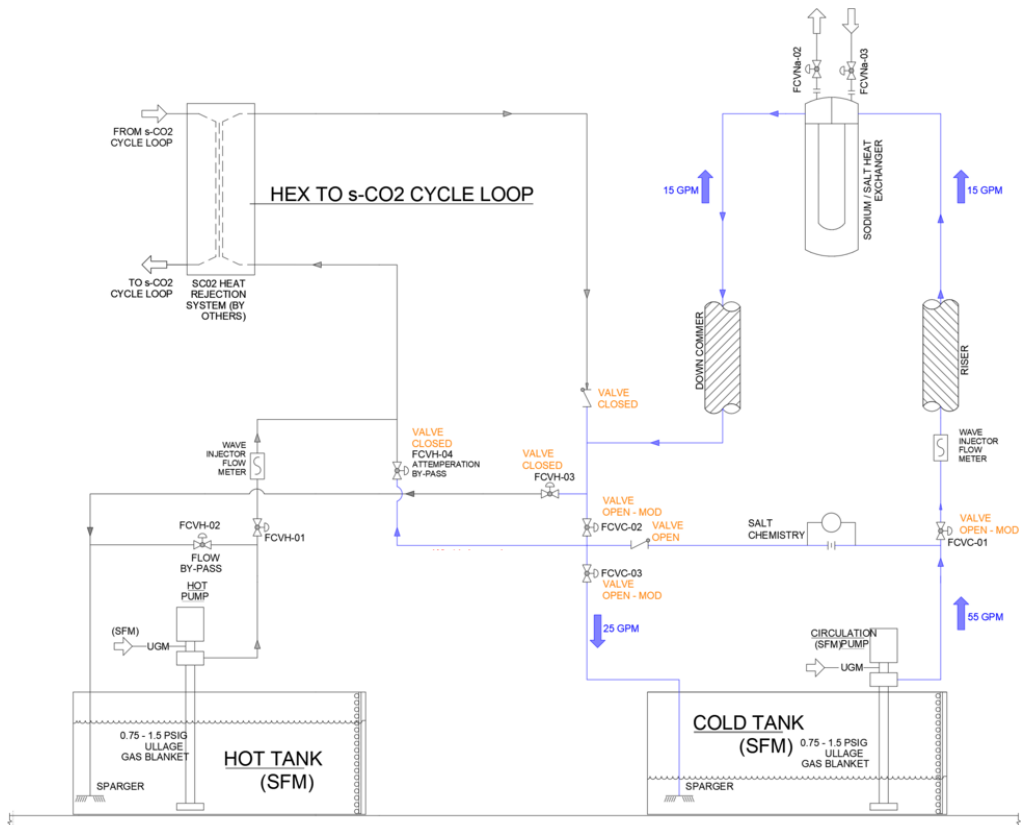 FCVNa-02
FCVNa-03
FROM s-CO2
CYCLE LOOP
HEX TO s-CO2 CYCLE LOOP
SODIUM / SALT HEAT
EXCHANGER
15 GPM
15 GPM
TO s-CO2
CYCLE LOOP
SC02 HEAT
REJECTION
SYSTEM (BY
OTHERS)
DOWN COMMER
RISER
VALVE
CLOSED
WAVE
INJECTOR
FLOW
METER
VALVE
CLOSED
FCVH-04
ATTEMPERATION
BY-PASS
VALVE
CLOSED
FCVH-03
WAVE
INJECTOR
FLOW
METER
FCVH-02
FLOW
BY-PASS
FCVH-01
VALVE
OPEN - MOD
FCVC-02
VALVE
OPEN
SALT
CHEMISTRY
VALVE
OPEN - MOD
FCVC-01
FCVC-03
VALVE
OPEN - MOD
HOT
PUMP
(SFM)
UGM
25 GPM
55 GPM
CIRCULATION
(SFM)PUMP
UGM
0.75 - 1.5 PSIG
ULLAGE
GAS BLANKET
HOT TANK
(SFM)
SPARGER
COLD TANK
(SFM)
0.75 - 1.5 PSIG
ULLAGE
GAS BLANKET
SPARGER